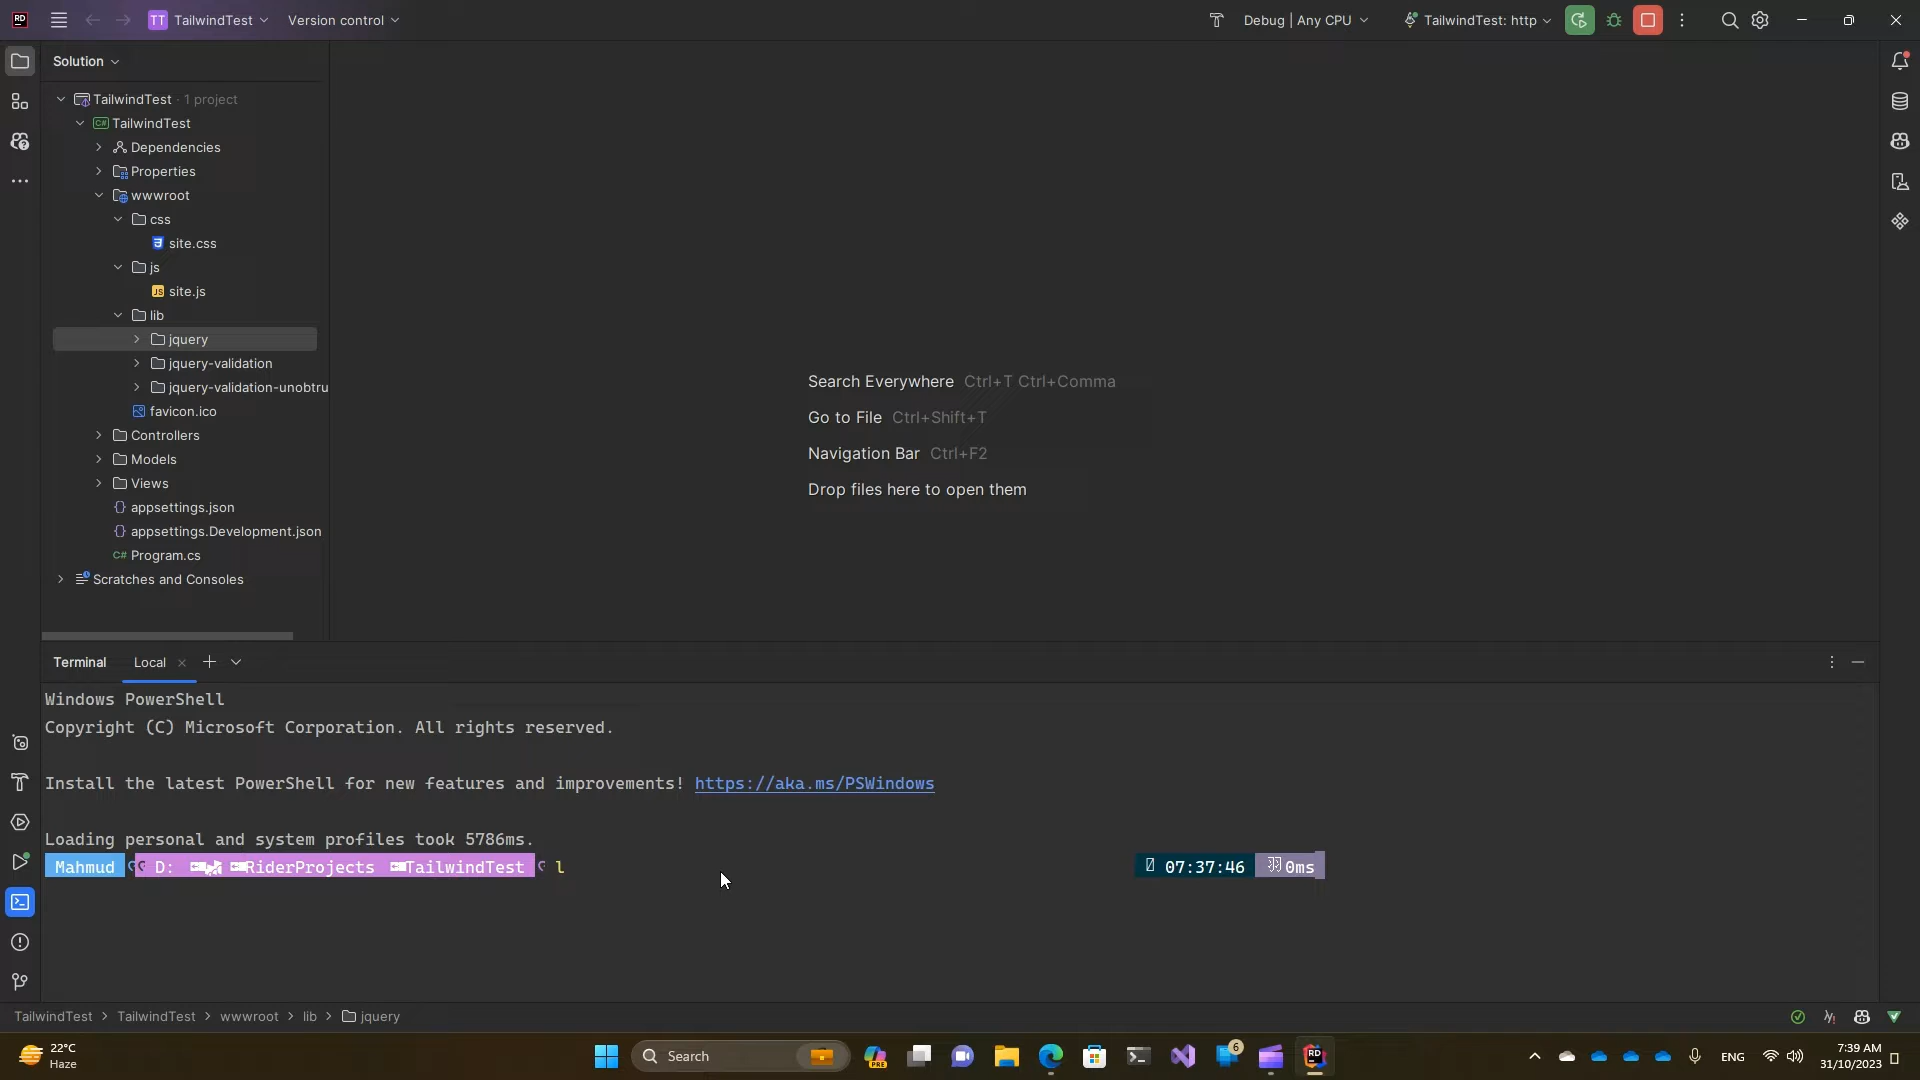 RD TT TailwindTest Version control Debug | Any CPU TailwindTest: http
Solution
TailwindTest · 1 project
C# TailwindTest
Dependencies
Properties
wwwroot
css
site.css
js
JS site.js
lib
jquery
jquery-validation
jquery-validation-unobtru
favicon.ico
Controllers
Models
Views
{} appsettings.json
{} appsettings.Development.json
C# Program.cs
Scratches and Consoles
Search Everywhere Ctrl+T Ctrl+Comma
Go to File Ctrl+Shift+T
Navigation Bar Ctrl+F2
Drop files here to open them
Terminal Local
Windows PowerShell
Copyright (C) Microsoft Corporation. All rights reserved.
Install the latest PowerShell for new features and improvements! https://aka.ms/PSWindows
Loading personal and system profiles took 5786ms.
Mahmud D: RiderProjects TailwindTest l 07:37:46 0ms
TailwindTest > TailwindTest > wwwroot > lib > jquery
22°C
Haze
Search
PRE
6
RD
ENG
7:39 AM
31/10/2023